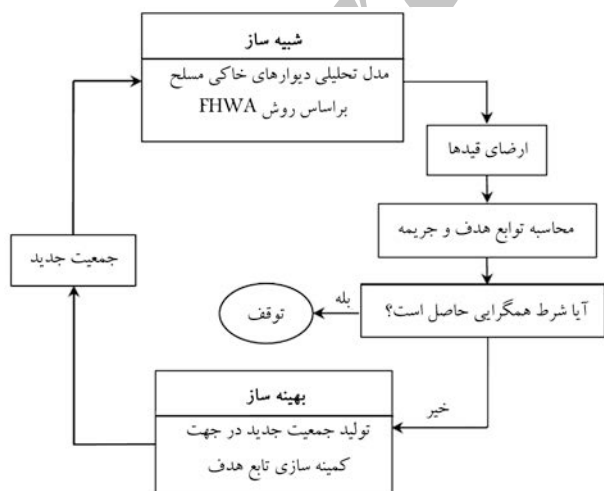 شبیه ساز
مدل تحلیلی دیوارهای خاکی مسلح
براساس روش FHWA
ارضای قیدها
محاسبه توابع هدف و جریمه
آیا شرط همگرایی حاصل است؟
بله
توقف
خیر
بهینه ساز
تولید جمعیت جدید در جهت
کمینه سازی تابع هدف
جمعیت جدید